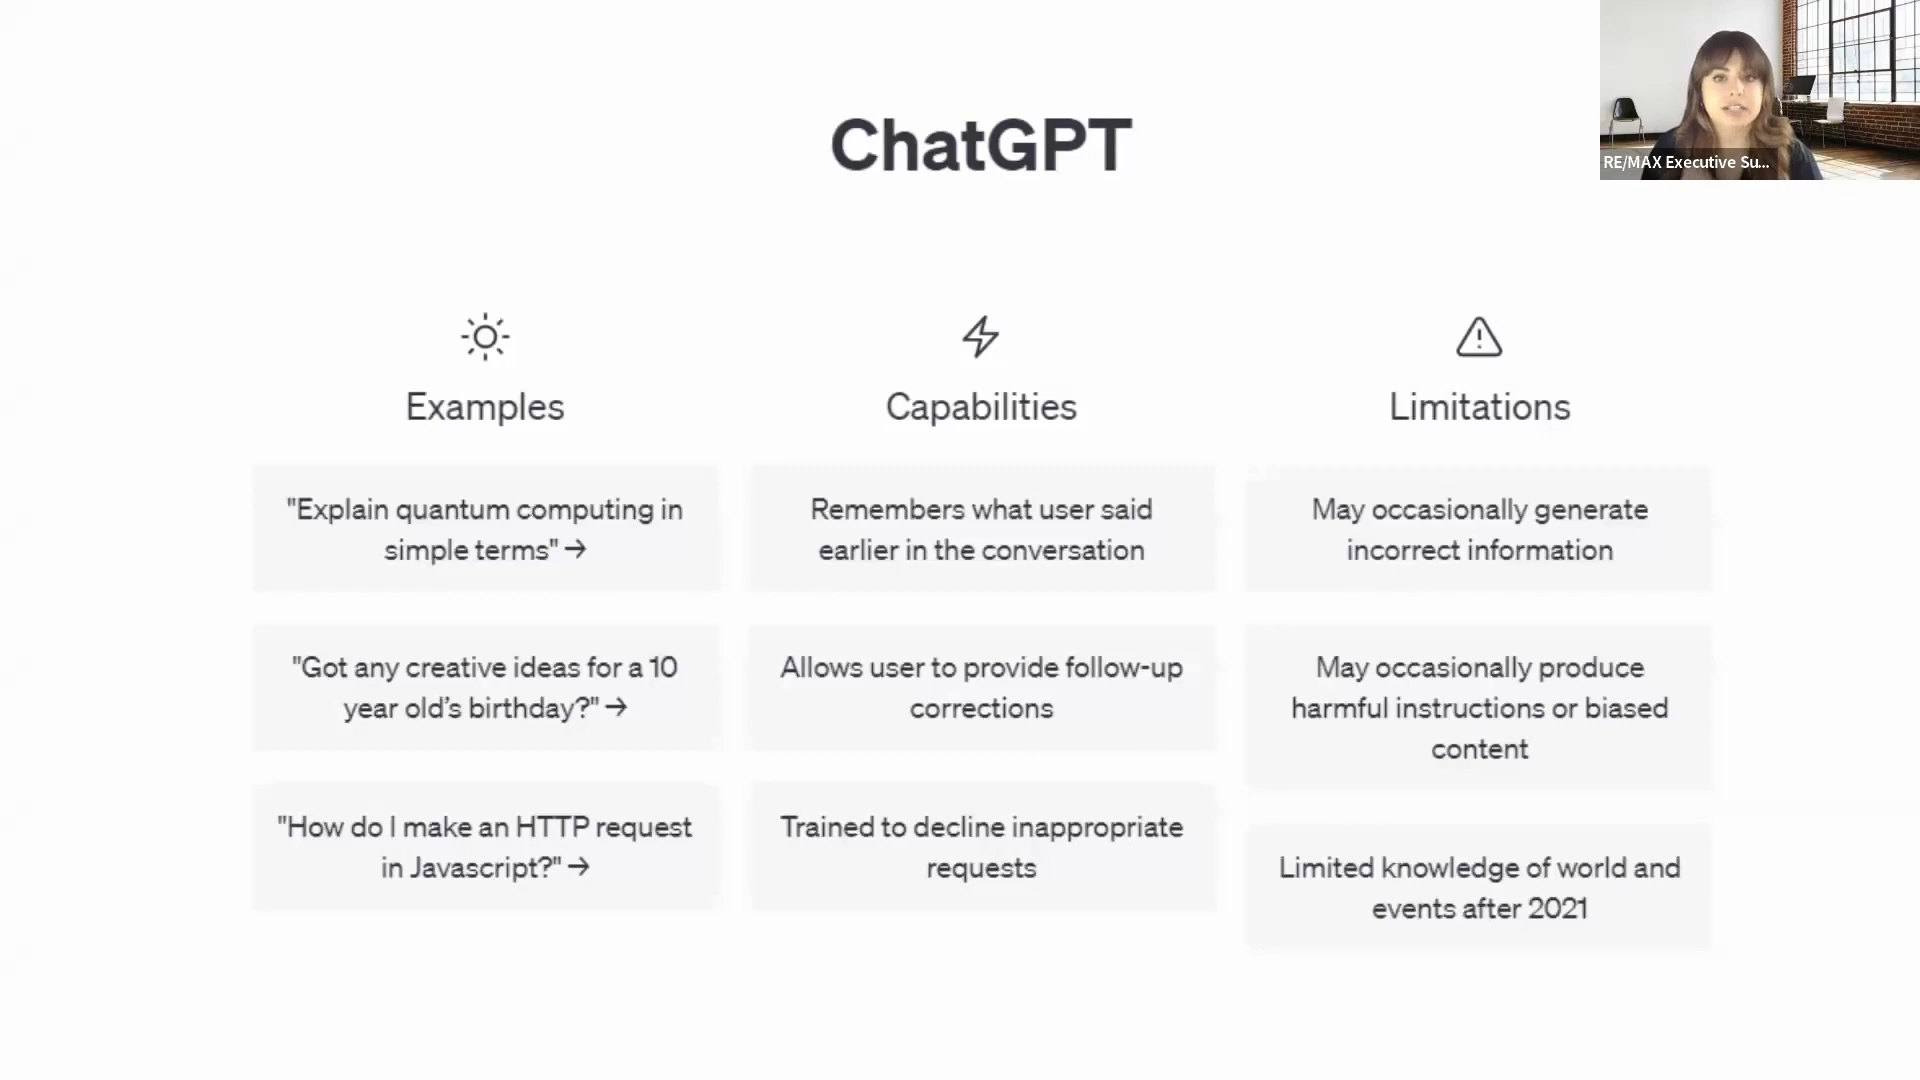 ChatGPT
RE/MAX Executive Su...
Examples
"Explain quantum computing in
simple terms" →
"Got any creative ideas for a 10
year old’s birthday?" →
"How do I make an HTTP request
in Javascript?" →
Capabilities
Remembers what user said
earlier in the conversation
Allows user to provide follow-up
corrections
Trained to decline inappropriate
requests
Limitations
May occasionally generate
incorrect information
May occasionally produce
harmful instructions or biased
content
Limited knowledge of world and
events after 2021